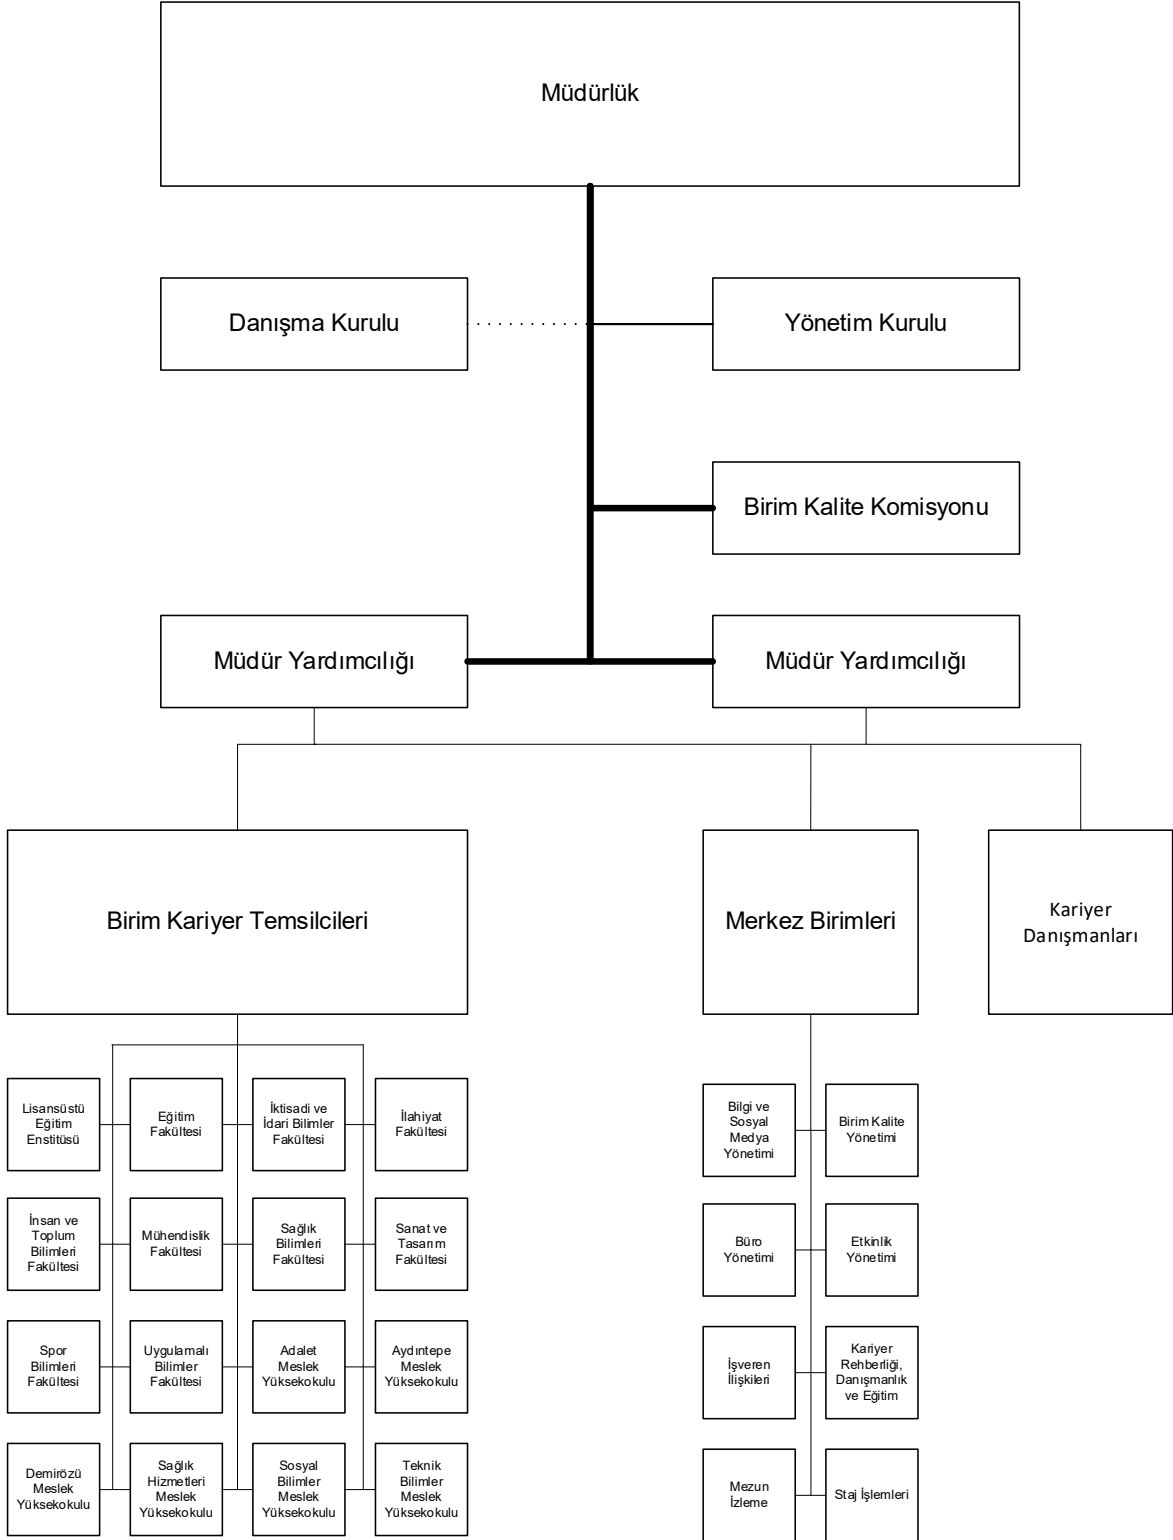 Müdürlük
Danışma Kurulu
Yönetim Kurulu
Birim Kalite Komisyonu
Müdür Yardımcılığı
Müdür Yardımcılığı
Birim Kariyer Temsilcileri
Merkez Birimleri
Kariyer
Danışmanları
Lisansüstü
Eğitim
Enstitüsü
Eğitim
Fakültesi
İktisadi ve
İdari Bilimler
Fakültesi
İlahiyat
Fakültesi
Bilgi ve
Sosyal
Medya
Yönetimi
Birim Kalite
Yönetimi
İnsan ve
Toplum
Bilimleri
Fakültesi
Mühendislik
Fakültesi
Sağlık
Bilimleri
Fakültesi
Sanat ve
Tasarım
Fakültesi
Büro
Yönetimi
Etkinlik
Yönetimi
Spor
Bilimleri
Fakültesi
Uygulamalı
Bilimler
Fakültesi
Adalet
Meslek
Yüksekokulu
Aydıntepe
Meslek
Yüksekokulu
İşveren
İlişkileri
Kariyer
Rehberliği,
Danışmanlık
ve Eğitim
Demirözü
Meslek
Yüksekokulu
Sağlık
Hizmetleri
Meslek
Yüksekokulu
Sosyal
Bilimler
Meslek
Yüksekokulu
Teknik
Bilimler
Meslek
Yüksekokulu
Mezun
İzleme
Staj İşlemleri